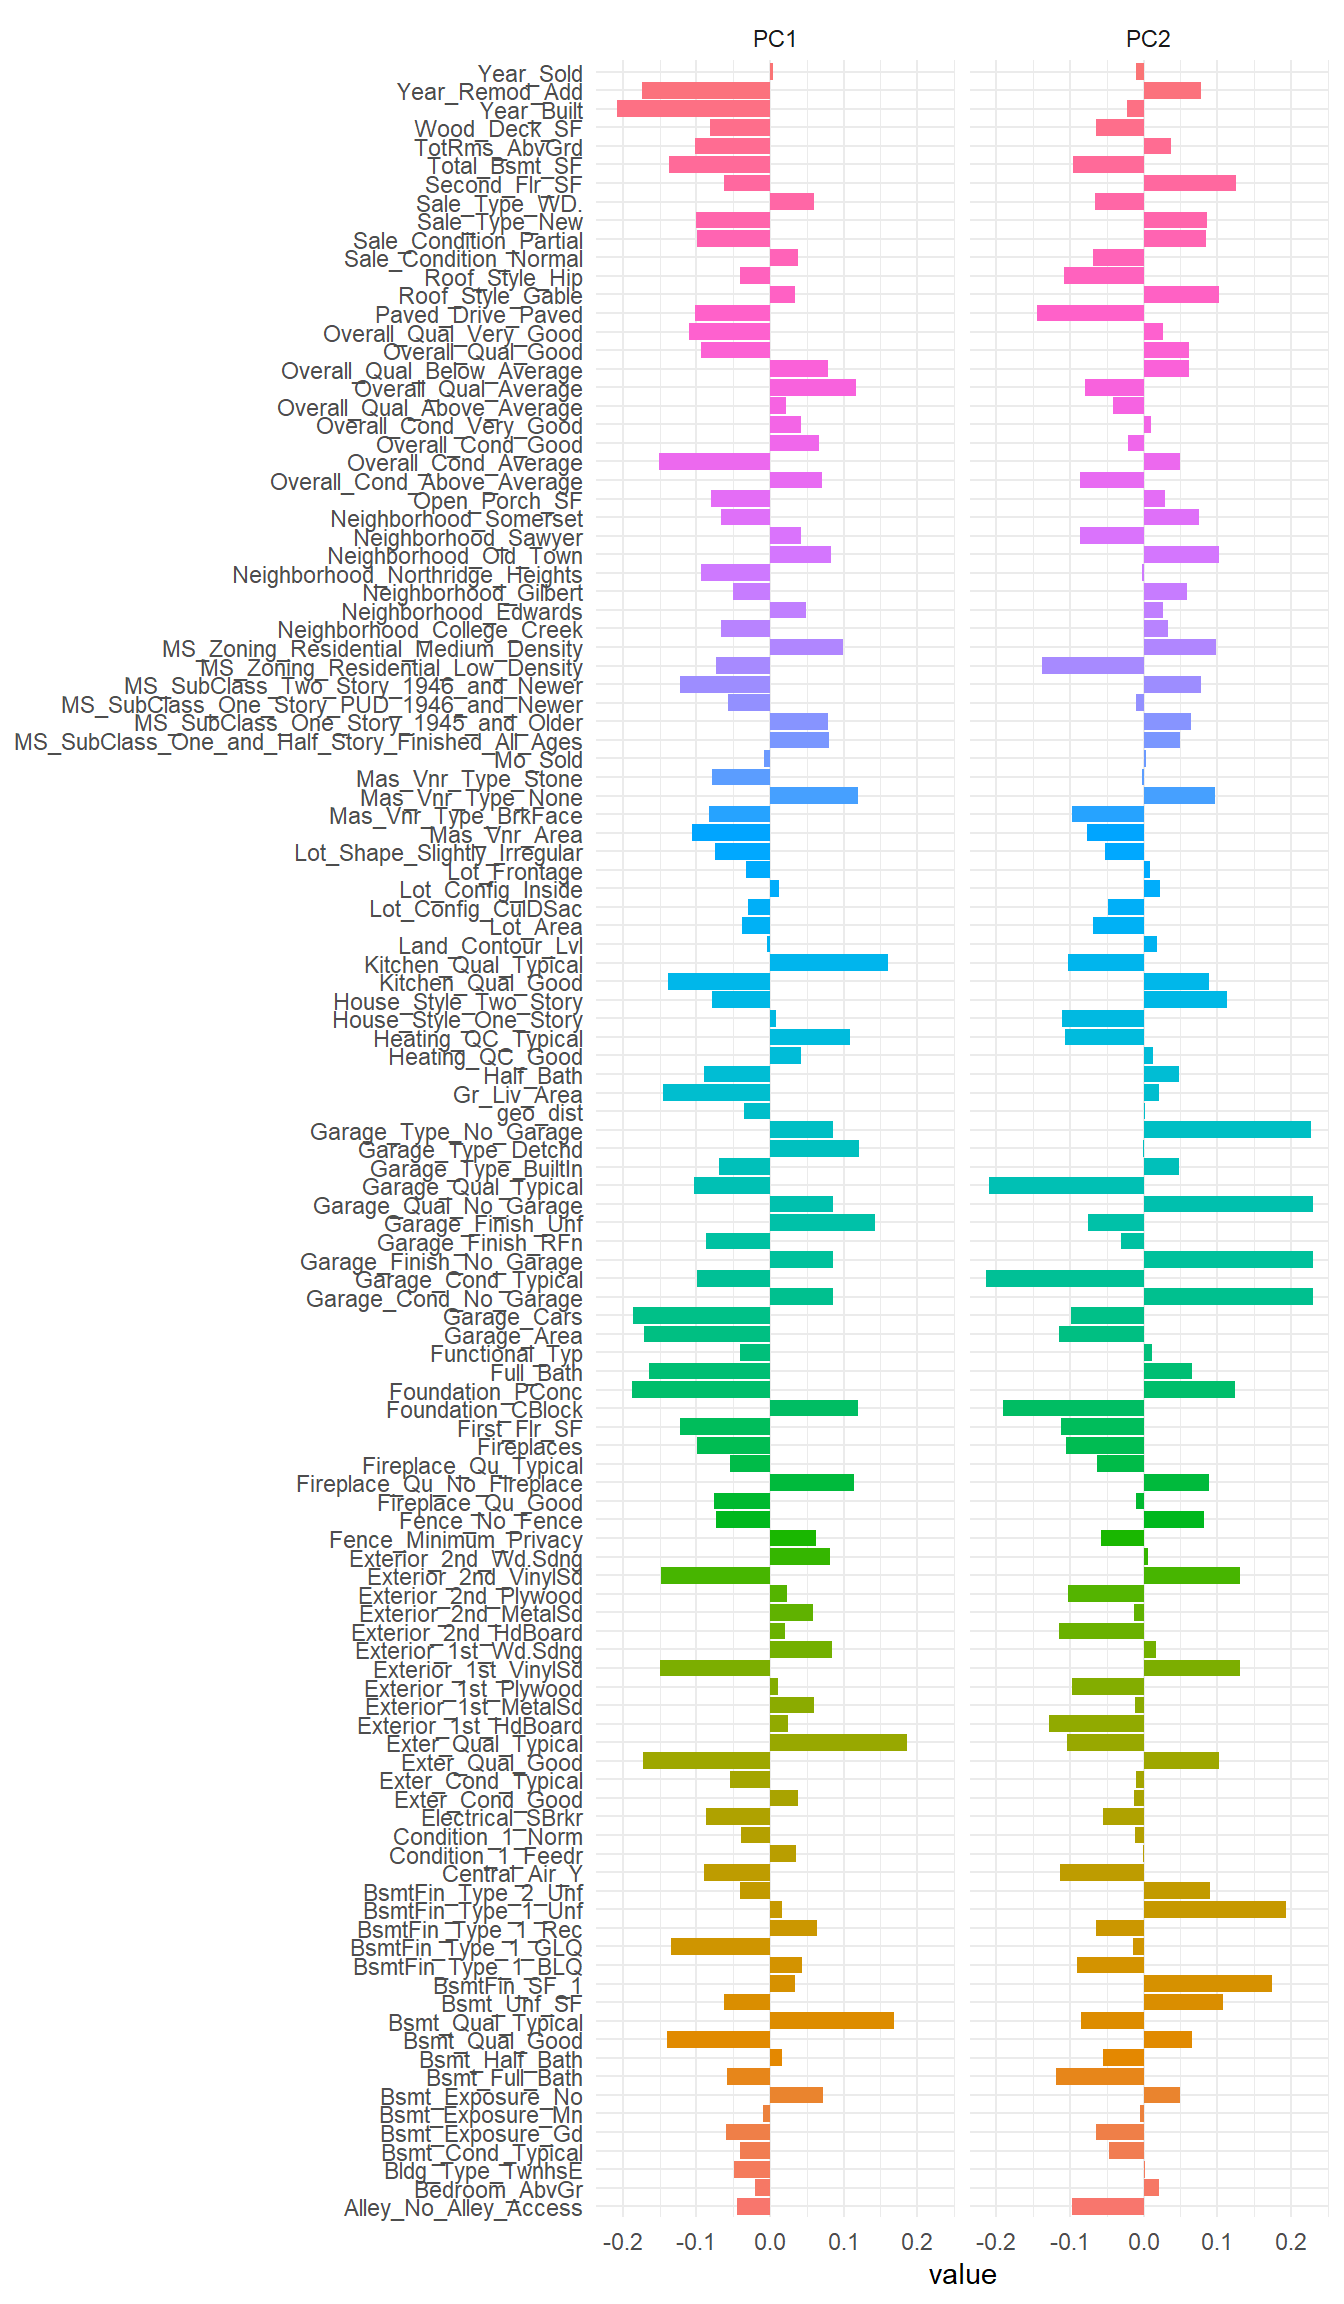 PC1 PC2
Year_Sold
Year_Remod_Add
Year_Built
Wood_Deck_SF
TotRms_AbvGrd
Total_Bsmt_SF
Second_Flr_SF
Sale_Type_WD.
Sale_Type_New
Sale_Condition_Partial
Sale_Condition_Normal
Roof_Style_Hip
Roof_Style_Gable
Paved_Drive_Paved
Overall_Qual_Very_Good
Overall_Qual_Good
Overall_Qual_Below_Average
Overall_Qual_Average
Overall_Qual_Above_Average
Overall_Cond_Very_Good
Overall_Cond_Good
Overall_Cond_Average
Overall_Cond_Above_Average
Open_Porch_SF
Neighborhood_Somerset
Neighborhood_Sawyer
Neighborhood_Old_Town
Neighborhood_Northridge_Heights
Neighborhood_Gilbert
Neighborhood_Edwards
Neighborhood_College_Creek
MS_Zoning_Residential_Medium_Density
MS_Zoning_Residential_Low_Density
MS_SubClass_Two_Story_1946_and_Newer
MS_SubClass_One_Story_PUD_1946_and_Newer
MS_SubClass_One_Story_1945_and_Older
MS_SubClass_One_and_Half_Story_Finished_All_Ages
Mo_Sold
Mas_Vnr_Type_Stone
Mas_Vnr_Type_None
Mas_Vnr_Type_BrkFace
Mas_Vnr_Area
Lot_Shape_Slightly_Irregular
Lot_Frontage
Lot_Config_Inside
Lot_Config_CulDSac
Lot_Area
Land_Contour_Lvl
Kitchen_Qual_Typical
Kitchen_Qual_Good
House_Style_Two_Story
House_Style_One_Story
Heating_QC_Typical
Heating_QC_Good
Half_Bath
Gr_Liv_Area
geo_dist
Garage_Type_No_Garage
Garage_Type_Detchd
Garage_Type_BuiltIn
Garage_Qual_Typical
Garage_Qual_No_Garage
Garage_Finish_Unf
Garage_Finish_RFn
Garage_Finish_No_Garage
Garage_Cond_Typical
Garage_Cond_No_Garage
Garage_Cars
Garage_Area
Functional_Typ
Full_Bath
Foundation_PConc
Foundation_CBlock
First_Flr_SF
Fireplaces
Fireplace_Qu_Typical
Fireplace_Qu_No_Fireplace
Fireplace_Qu_Good
Fence_No_Fence
Fence_Minimum_Privacy
Exterior_2nd_Wd.Sdng
Exterior_2nd_VinylSd
Exterior_2nd_Plywood
Exterior_2nd_MetalSd
Exterior_2nd_HdBoard
Exterior_1st_Wd.Sdng
Exterior_1st_VinylSd
Exterior_1st_Plywood
Exterior_1st_MetalSd
Exterior_1st_HdBoard
Exter_Qual_Typical
Exter_Qual_Good
Exter_Cond_Typical
Exter_Cond_Good
Electrical_SBrkr
Condition_1_Norm
Condition_1_Feedr
Central_Air_Y
BsmtFin_Type_2_Unf
BsmtFin_Type_1_Unf
BsmtFin_Type_1_Rec
BsmtFin_Type_1_GLQ
BsmtFin_Type_1_BLQ
BsmtFin_SF_1
Bsmt_Unf_SF
Bsmt_Qual_Typical
Bsmt_Qual_Good
Bsmt_Half_Bath
Bsmt_Full_Bath
Bsmt_Exposure_No
Bsmt_Exposure_Mn
Bsmt_Exposure_Gd
Bsmt_Cond_Typical
Bldg_Type_TwnhsE
Bedroom_AbvGr
Alley_No_Alley_Access
-0.2 -0.1 0.0 0.1 0.2 -0.2 -0.1 0.0 0.1 0.2
value